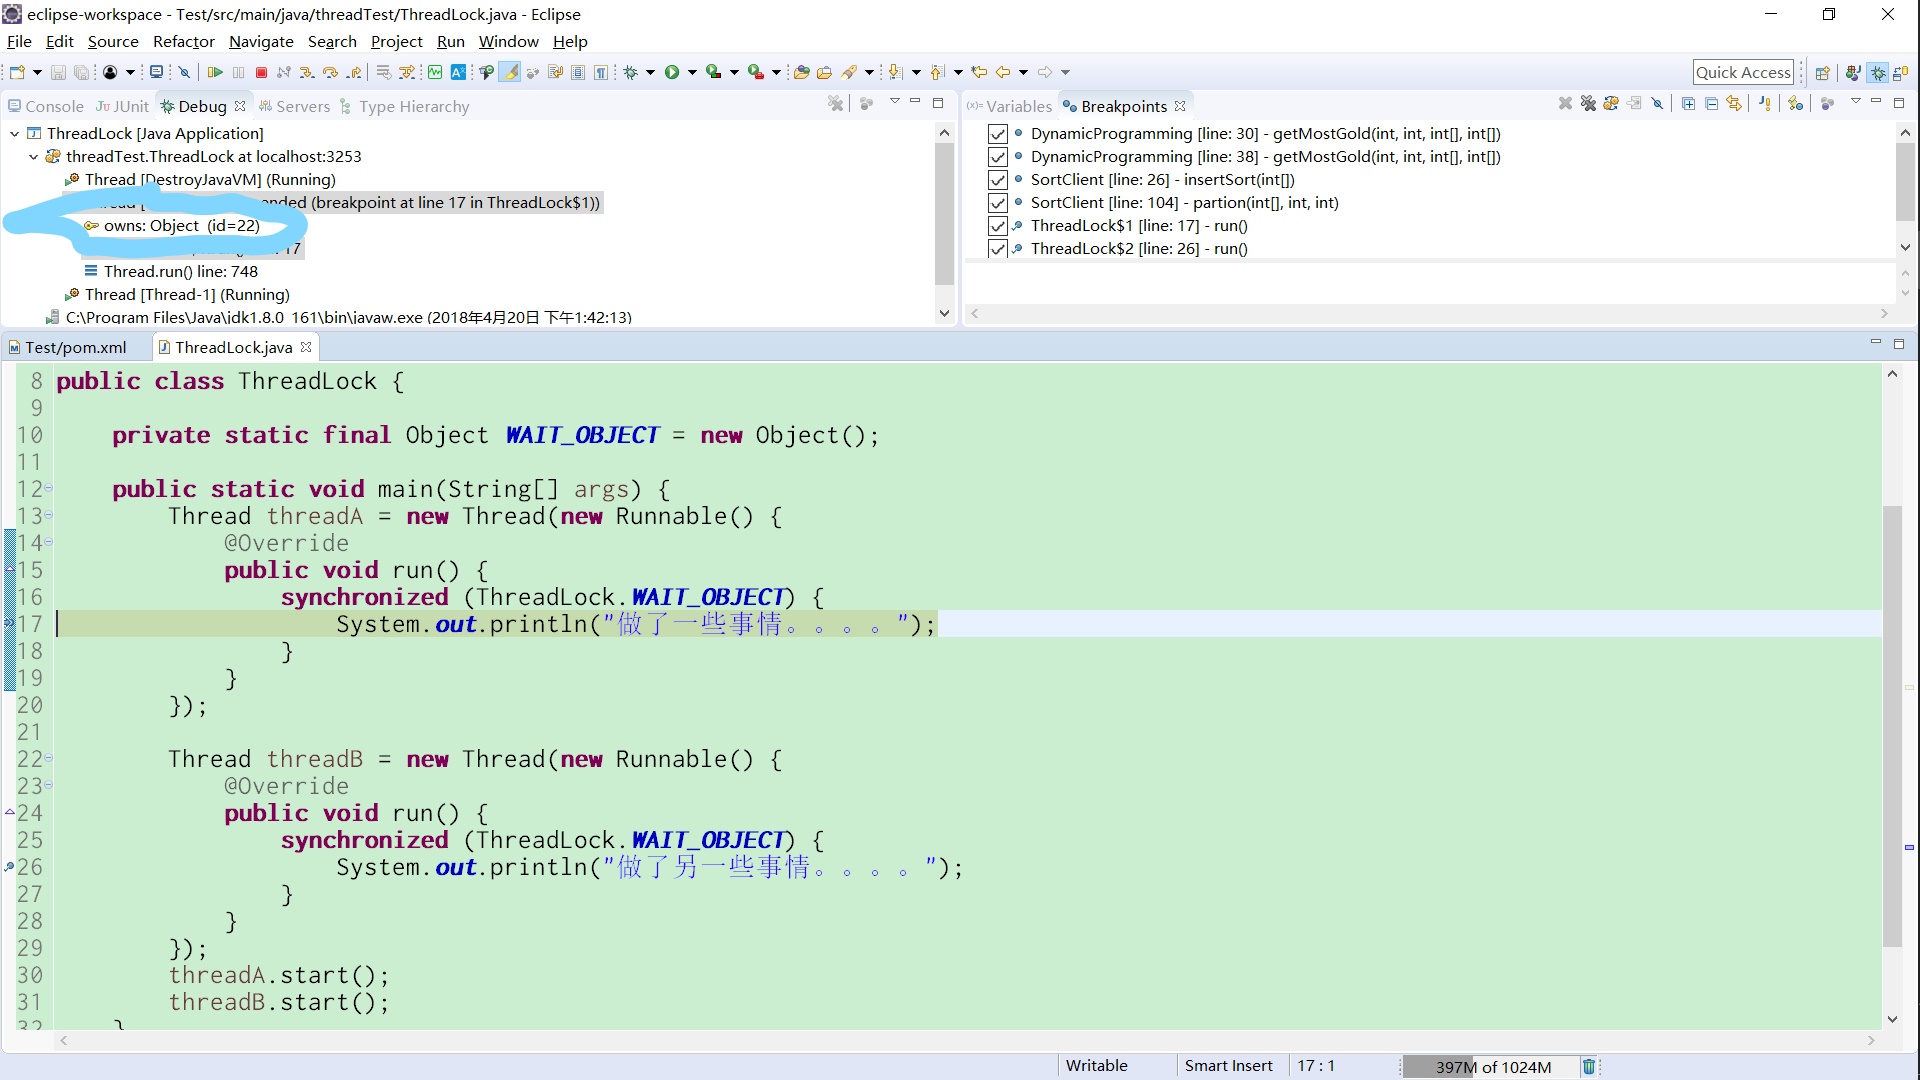 eclipse-workspace - Test/src/main/java/threadTest/ThreadLock.java - Eclipse
File Edit Source Refactor Navigate Search Project Run Window Help
Quick Access
Console JUnit Debug Servers Type Hierarchy
Variables Breakpoints
ThreadLock [Java Application]
threadTest.ThreadLock at localhost:3253
Thread [DestroyJavaVM] (Running)
ended (breakpoint at line 17 in ThreadLock$1))
owns: Object (id=22)
17
Thread.run() line: 748
Thread [Thread-1] (Running)
C:\Program Files\Java\jdk1.8.0_161\bin\javaw.exe (2018年4月20日 下午1:42:13)
DynamicProgramming [line: 30] - getMostGold(int, int, int[], int[])
DynamicProgramming [line: 38] - getMostGold(int, int, int[], int[])
SortClient [line: 26] - insertSort(int[])
SortClient [line: 104] - partion(int[], int, int)
ThreadLock$1 [line: 17] - run()
ThreadLock$2 [line: 26] - run()
Test/pom.xml ThreadLock.java
8 public class ThreadLock {
9
10 private static final Object WAIT_OBJECT = new Object();
11
12 public static void main(String[] args) {
13 Thread threadA = new Thread(new Runnable() {
14 @Override
15 public void run() {
16 synchronized (ThreadLock.WAIT_OBJECT) {
17 System.out.println("做了一些事情。。。。");
18 }
19 }
20 });
21
22 Thread threadB = new Thread(new Runnable() {
23 @Override
24 public void run() {
25 synchronized (ThreadLock.WAIT_OBJECT) {
26 System.out.println("做了另一些事情。。。。");
27 }
28 }
29 });
30 threadA.start();
31 threadB.start();
32 }
Writable Smart Insert 17 : 1 397M of 1024M